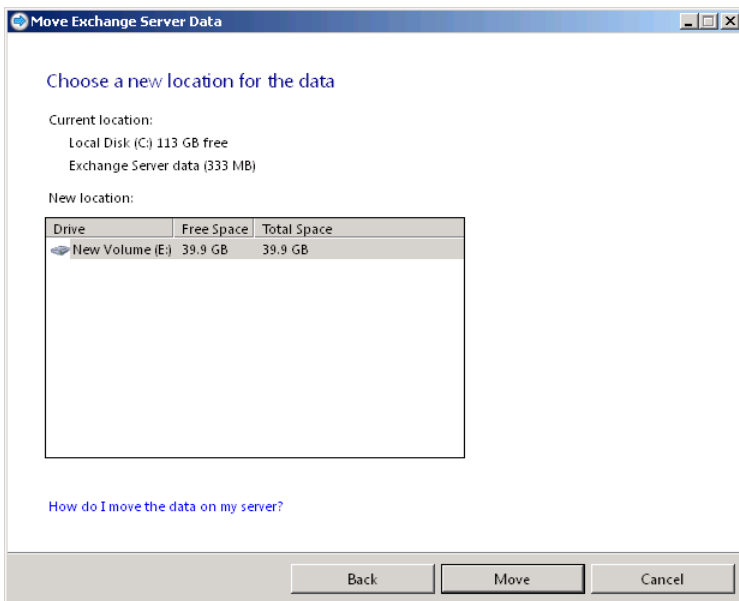 Move Exchange Server Data
Choose a new location for the data
Current location:
Local Disk (C:) 113 GB free
Exchange Server data (333 MB)
New location:
Drive Free Space Total Space
New Volume (E:) 39.9 GB 39.9 GB
How do I move the data on my server?
Back Move Cancel